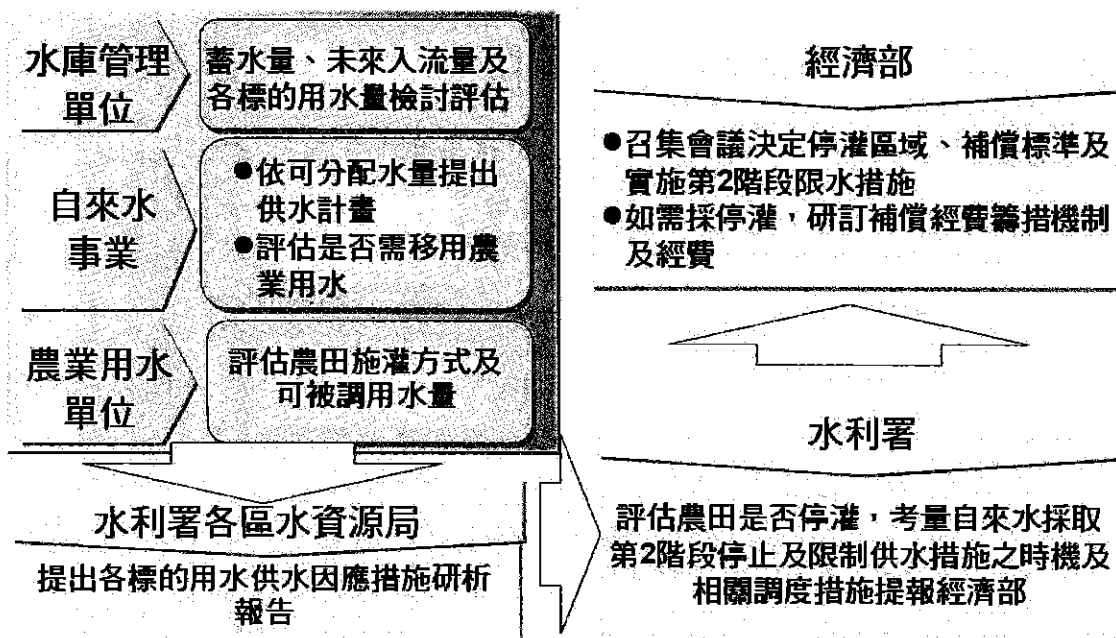 水庫管理
單位
蓄水量、未來入流量及
各標的用水量檢討評估
自來水
事業
●依可分配水量提出
供水計畫
●評估是否需移用農
業用水
農業用水
單位
評估農田施灌方式及
可被調用水量
水利署各區水資源局
提出各標的用水供水因應措施研析
報告
水利署
評估農田是否停灌，考量自來水採取
第2階段停止及限制供水措施之時機及
相關調度措施提報經濟部
經濟部
●召集會議決定停灌區域、補償標準及
實施第2階段限水措施
●如需採停灌，研訂補償經費籌措機制
及經費